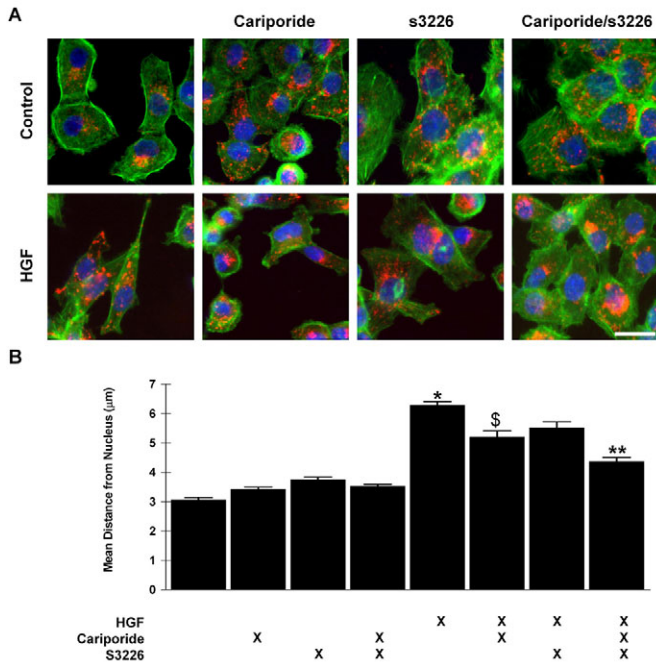 A
Cariporide s3226 Cariporide/s3226
Control
HGF
B
Mean Distance from Nucleus (μm)
7
6
5
4
3
2
1
0
* $ **
HGF X X X X
Cariporide X X X X
S3226 X X X X